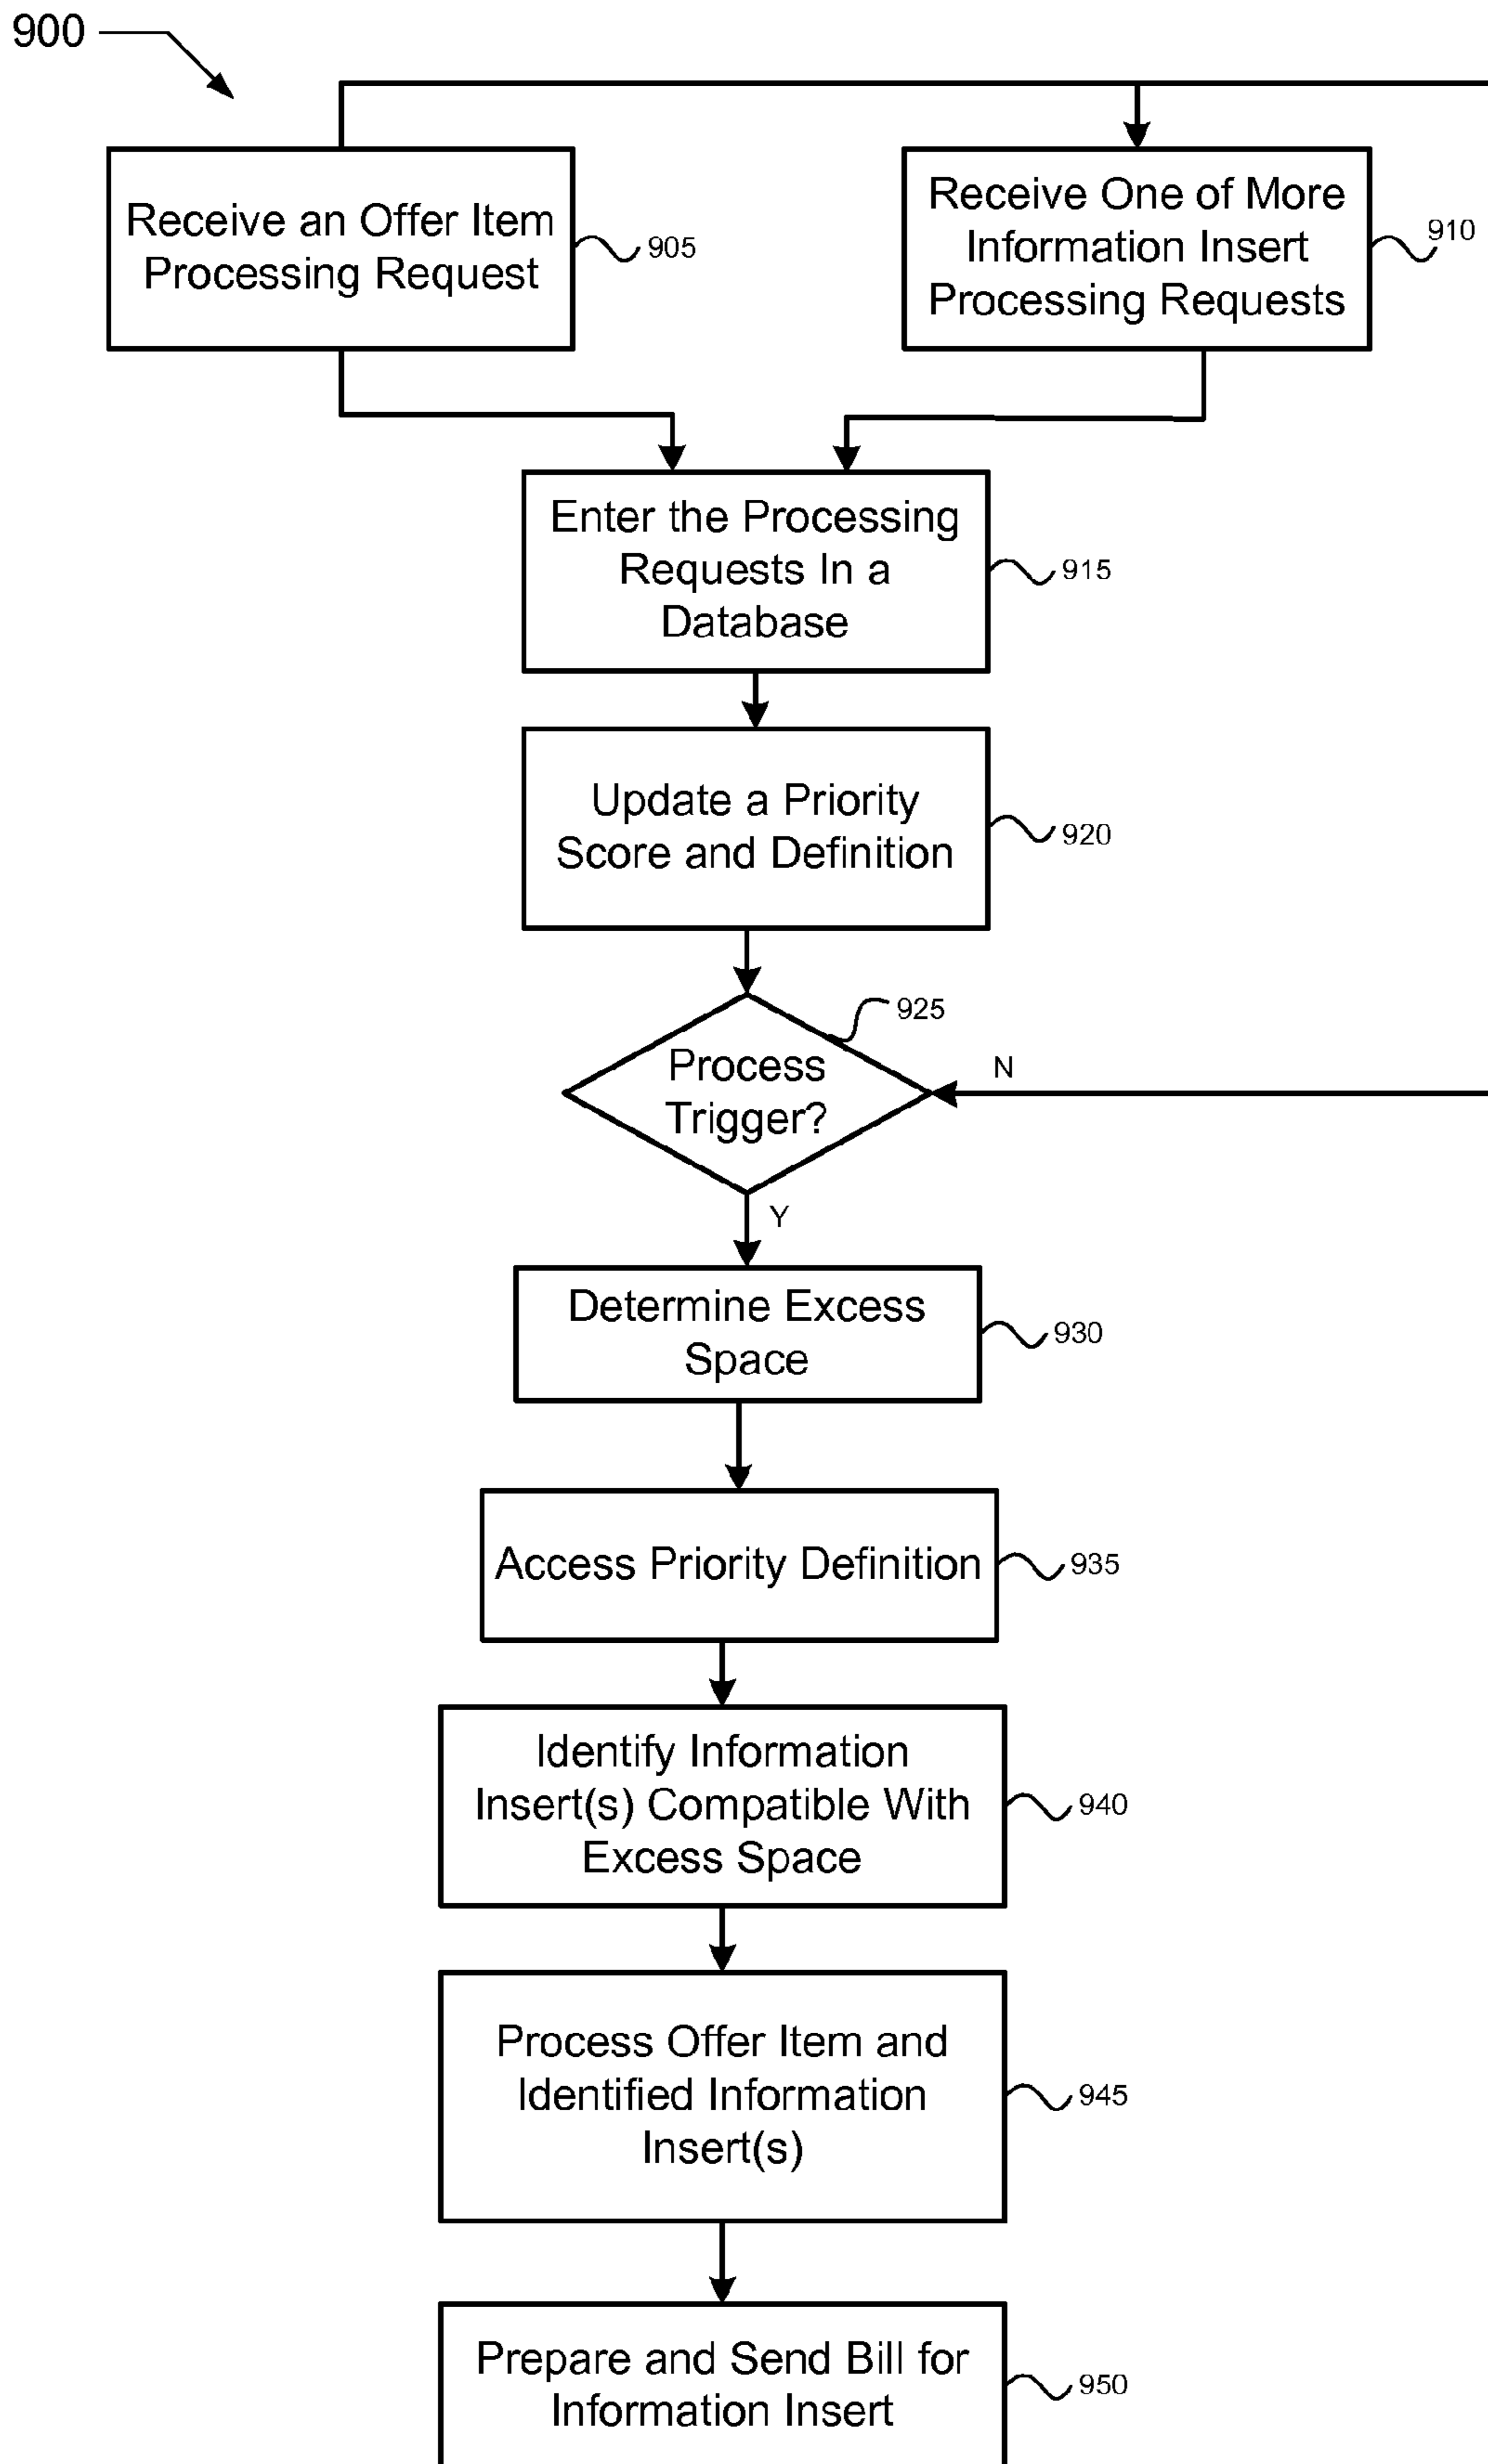 900
Receive an Offer Item
Processing Request
905
Receive One of More
Information Insert
Processing Requests
910
Enter the Processing
Requests In a
Database
915
Update a Priority
Score and Definition
920
925
Process
Trigger?
N
Y
Determine Excess
Space
930
Access Priority Definition
935
Identify Information
Insert(s) Compatible With
Excess Space
940
Process Offer Item and
Identified Information
Insert(s)
945
Prepare and Send Bill for
Information Insert
950